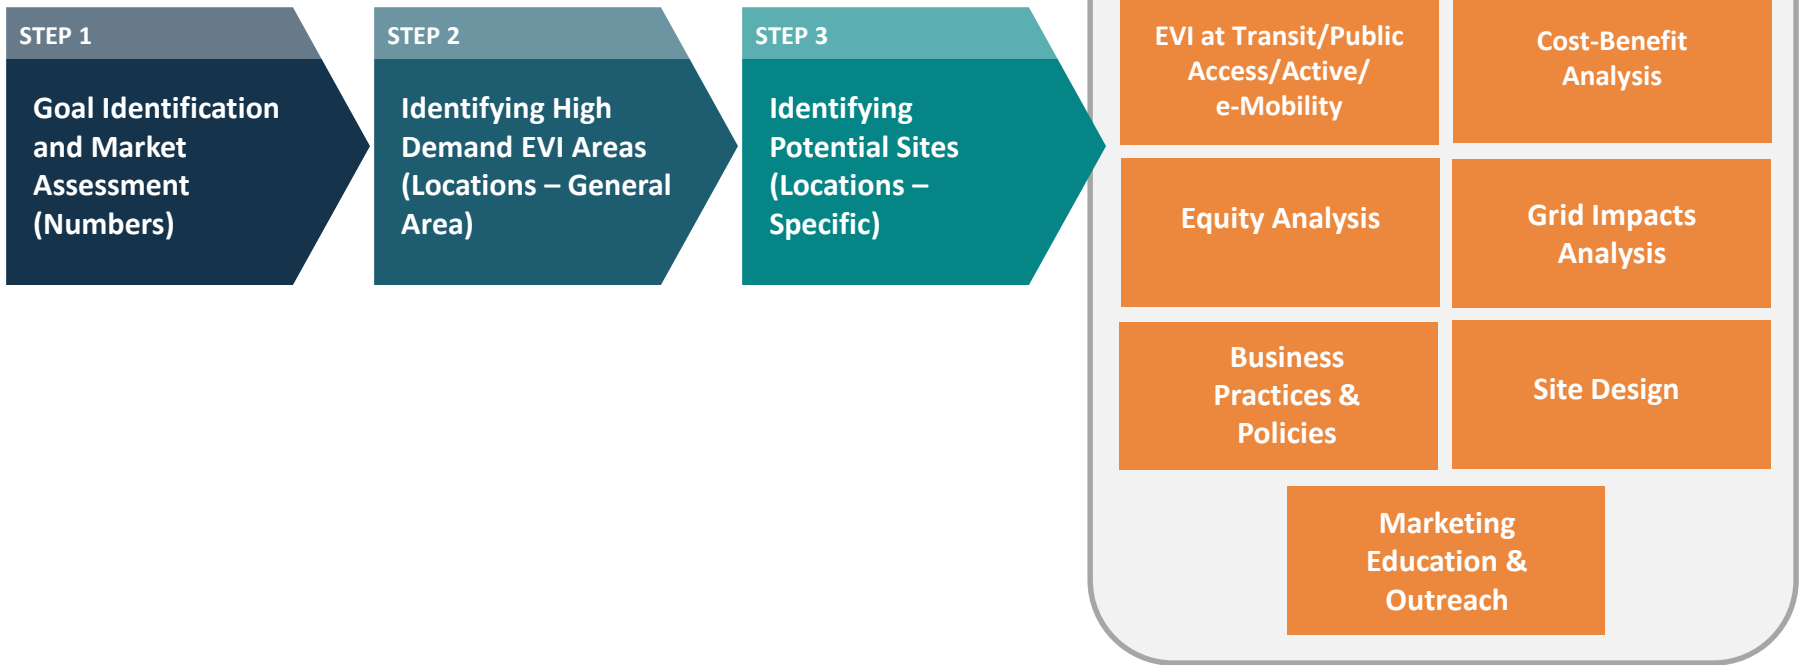 STEP 1
Goal Identification
and Market
Assessment
(Numbers)
STEP 2
Identifying High
Demand EVI Areas
(Locations – General
Area)
STEP 3
Identifying
Potential Sites
(Locations –
Specific)
EVI at Transit/Public
Access/Active/
e-Mobility
Cost-Benefit
Analysis
Equity Analysis
Grid Impacts
Analysis
Business
Practices &
Policies
Site Design
Marketing
Education &
Outreach